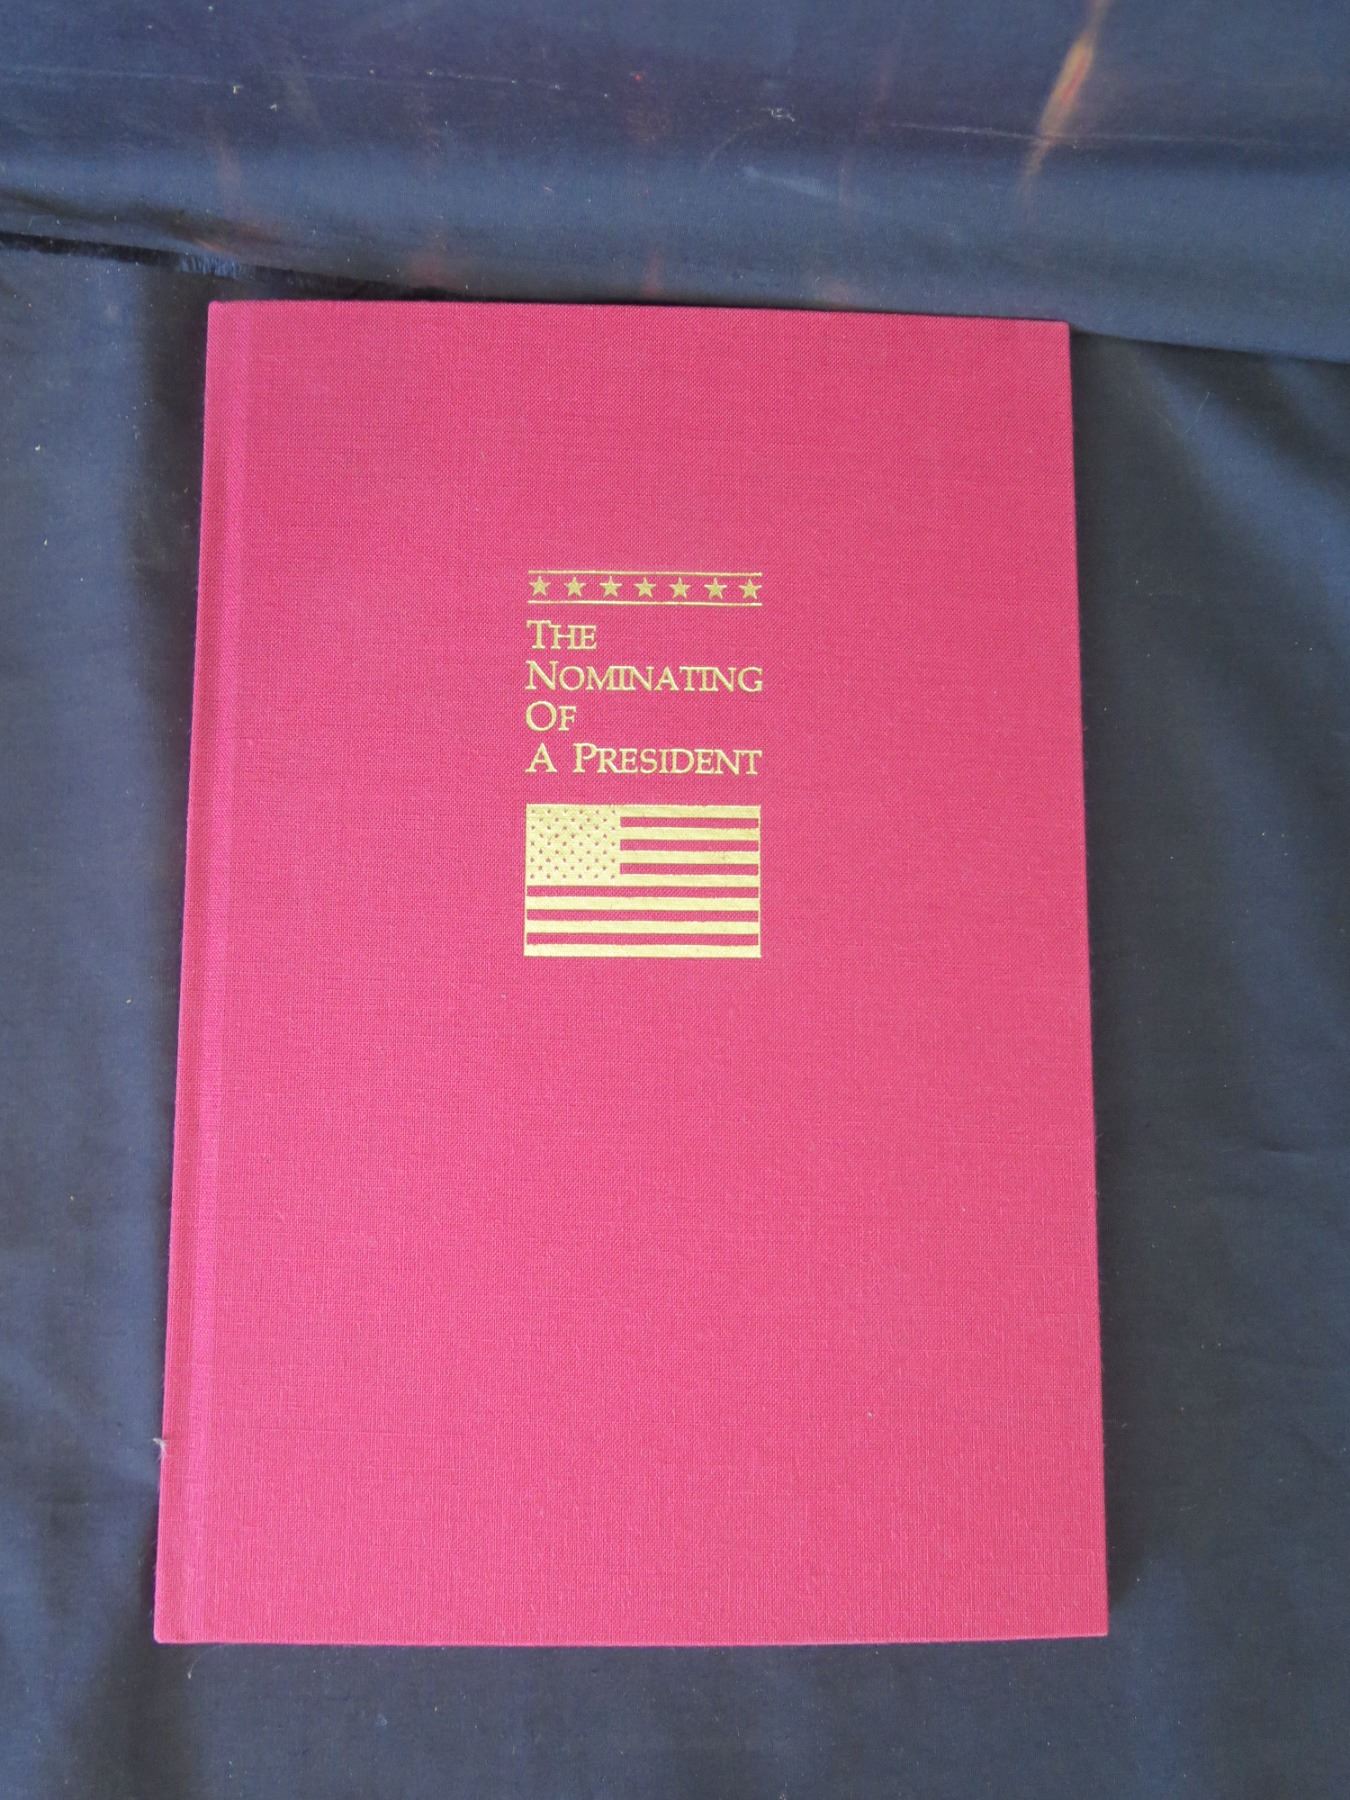 THE
NOMINATING
OF
A PRESIDENT